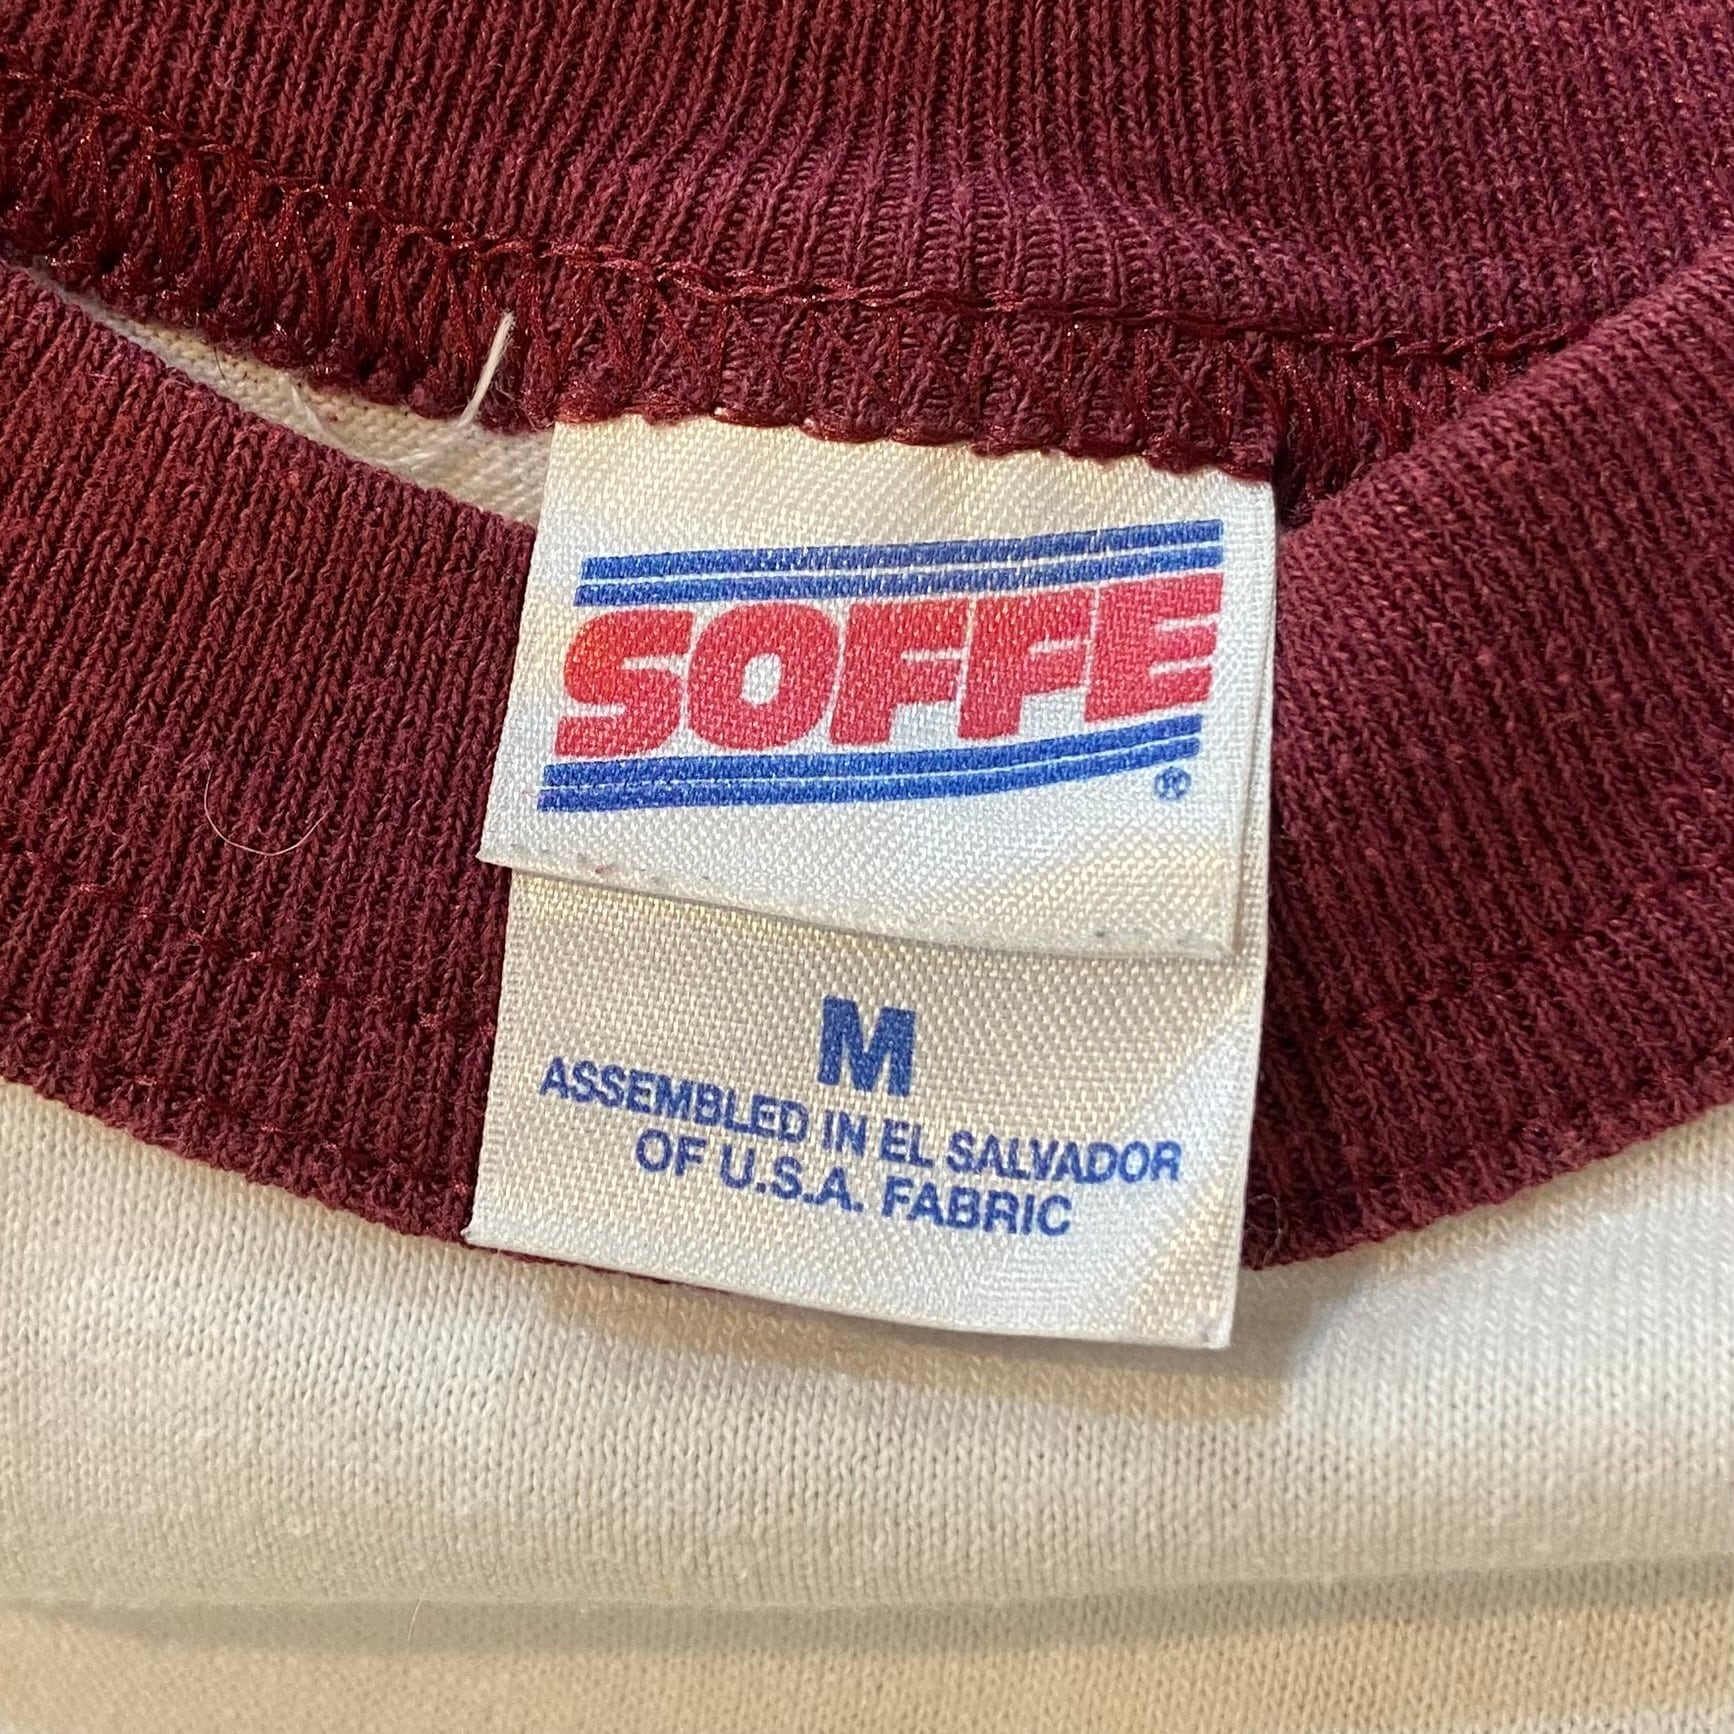 SOFFE
®
M
ASSEMBLED IN EL SALVADOR
OF U.S.A. FABRIC